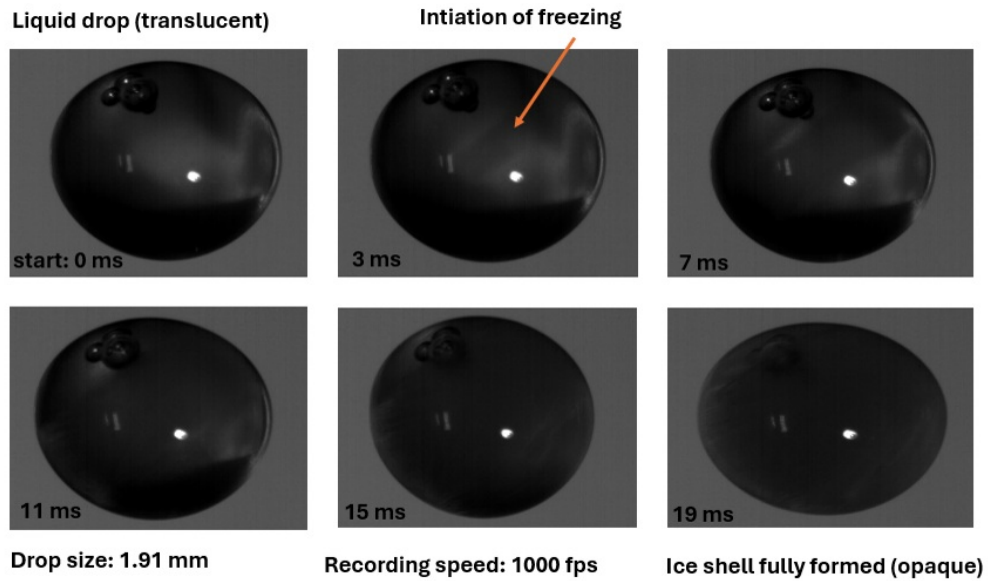 Liquid drop (translucent)
Intiation of freezing
start: 0 ms
3 ms
7 ms
11 ms
15 ms
19 ms
Drop size: 1.91 mm
Recording speed: 1000 fps
Ice shell fully formed (opaque)